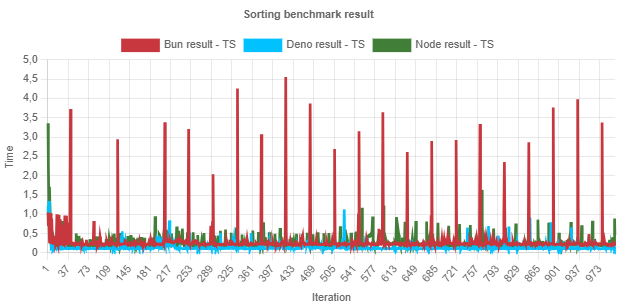 Sorting benchmark result
Bun result - TS Deno result - TS Node result - TS
5,0
4,5
4,0
3,5
3,0
2,5
2,0
1,5
1,0
0,5
0
Time
1 37 73 109 145 181 217 253 289 325 361 397 433 469 505 541 577 613 649 685 721 757 793 829 865 901 937 973
Iteration